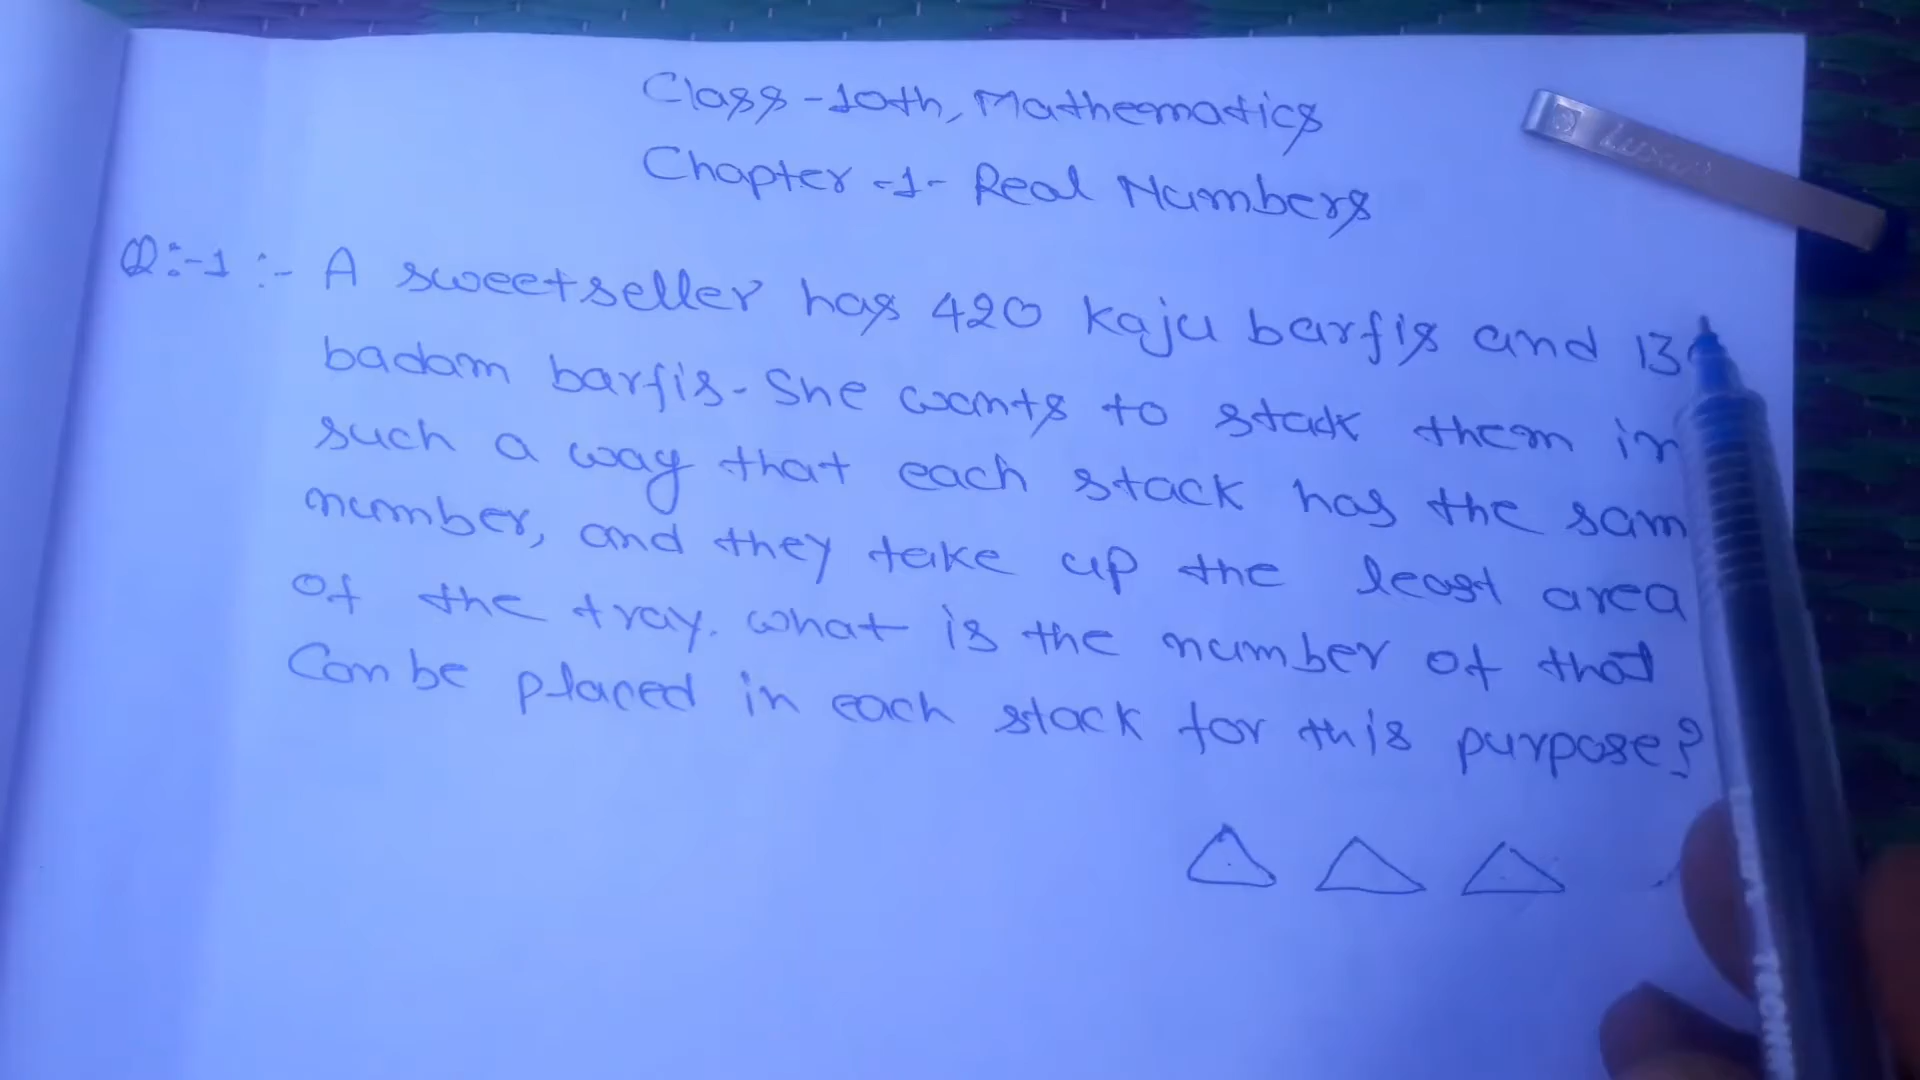 Class-10th, Mathematics
Chapter-1- Real Numbers
Q:-1:- A sweetseller has 420 kaju barfis and 13
badam barfis. She wants to stack them in
such a way that each stack has the sam
number, and they take up the least area
of the tray. what is the number of that
Can be placed in each stack for this purpose?